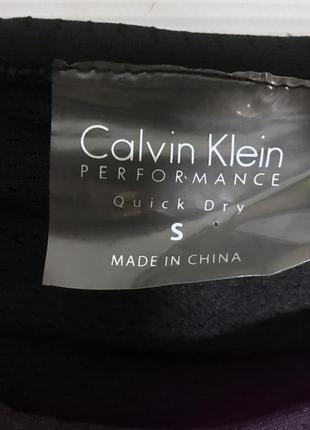 Calvin Klein
PERFORMANCE
Quick Dry
S
MADE IN CHINA